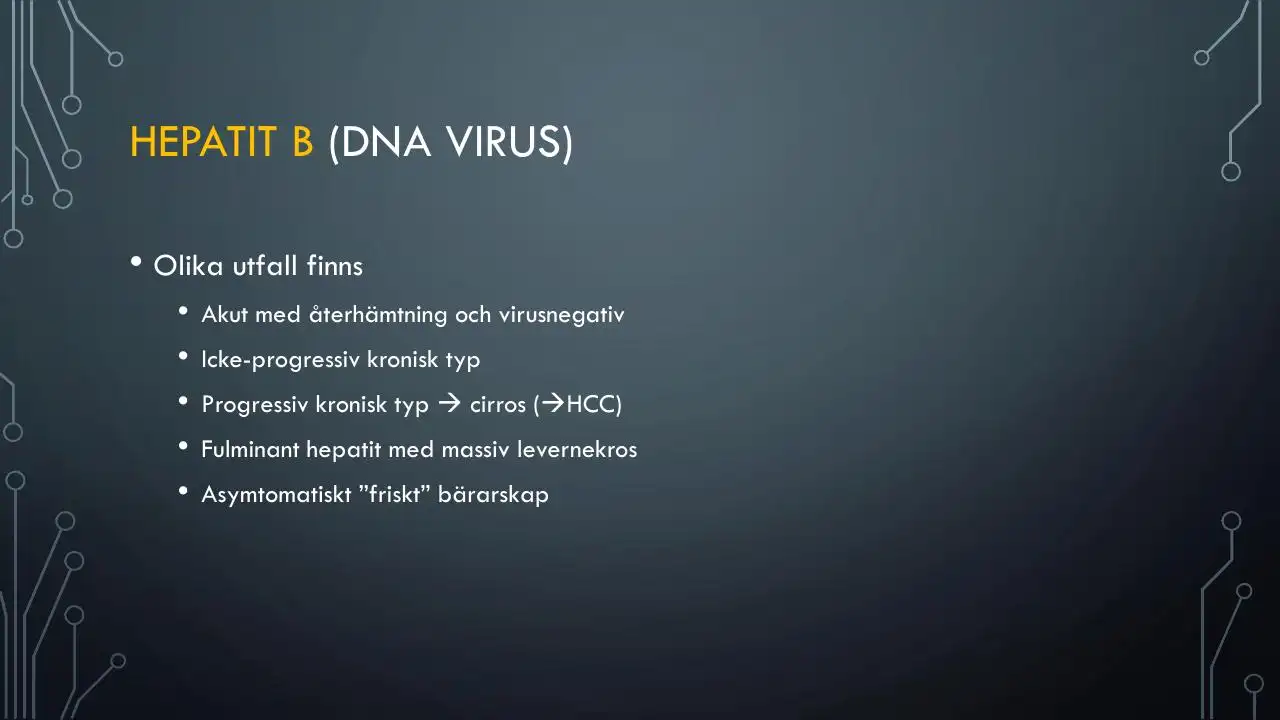 HEPATIT B (DNA VIRUS)
• Olika utfall finns
• Akut med återhämtning och virusnegativ
• Icke-progressiv kronisk typ
• Progressiv kronisk typ → cirros (→HCC)
• Fulminant hepatit med massiv levernekros
• Asymtomatiskt ”friskt” bärarskap